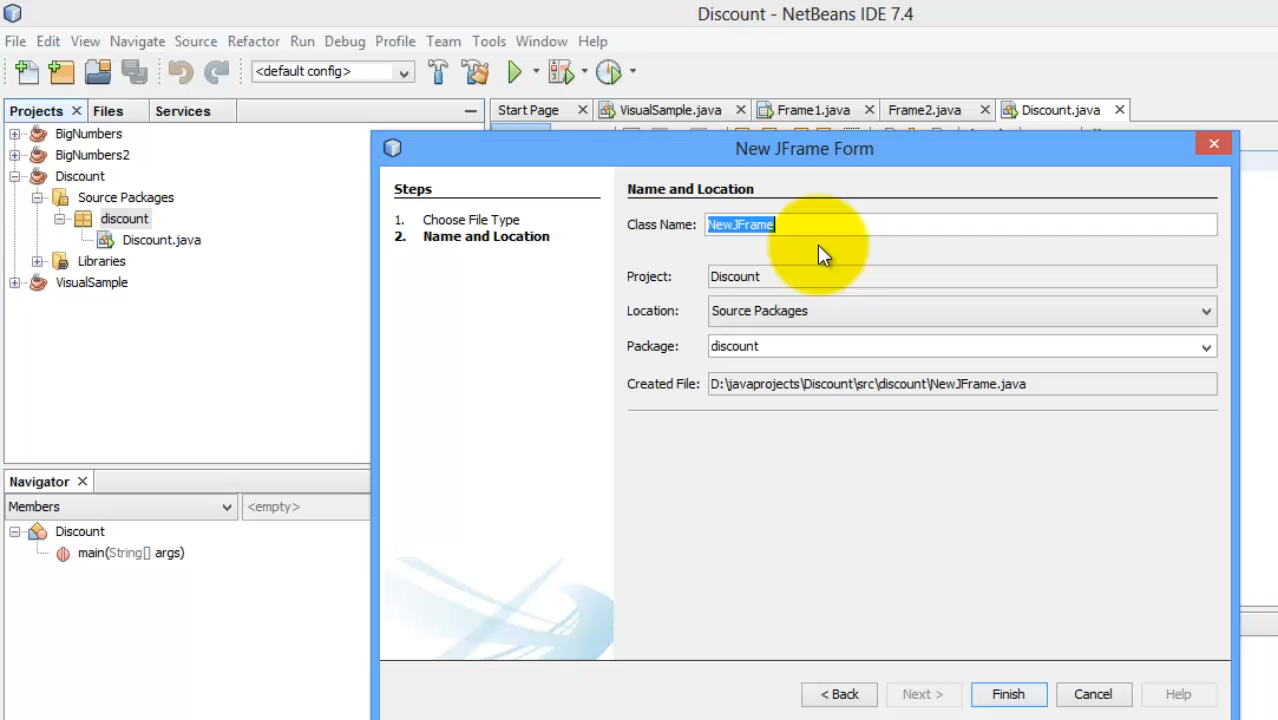 Discount - NetBeans IDE 7.4
File Edit View Navigate Source Refactor Run Debug Profile Team Tools Window Help
<default config>
Projects Files Services
Start Page VisualSample.java Frame1.java Frame2.java Discount.java
BigNumbers
BigNumbers2
Discount
Source Packages
discount
Discount.java
Libraries
VisualSample
New JFrame Form
Steps
1. Choose File Type
2. Name and Location
Name and Location
Class Name: NewJFrame
Project: Discount
Location: Source Packages
Package: discount
Created File: D:\javaprojects\Discount\src\discount\NewJFrame.java
Navigator
Members <empty>
Discount
main(String[] args)
< Back Next > Finish Cancel Help